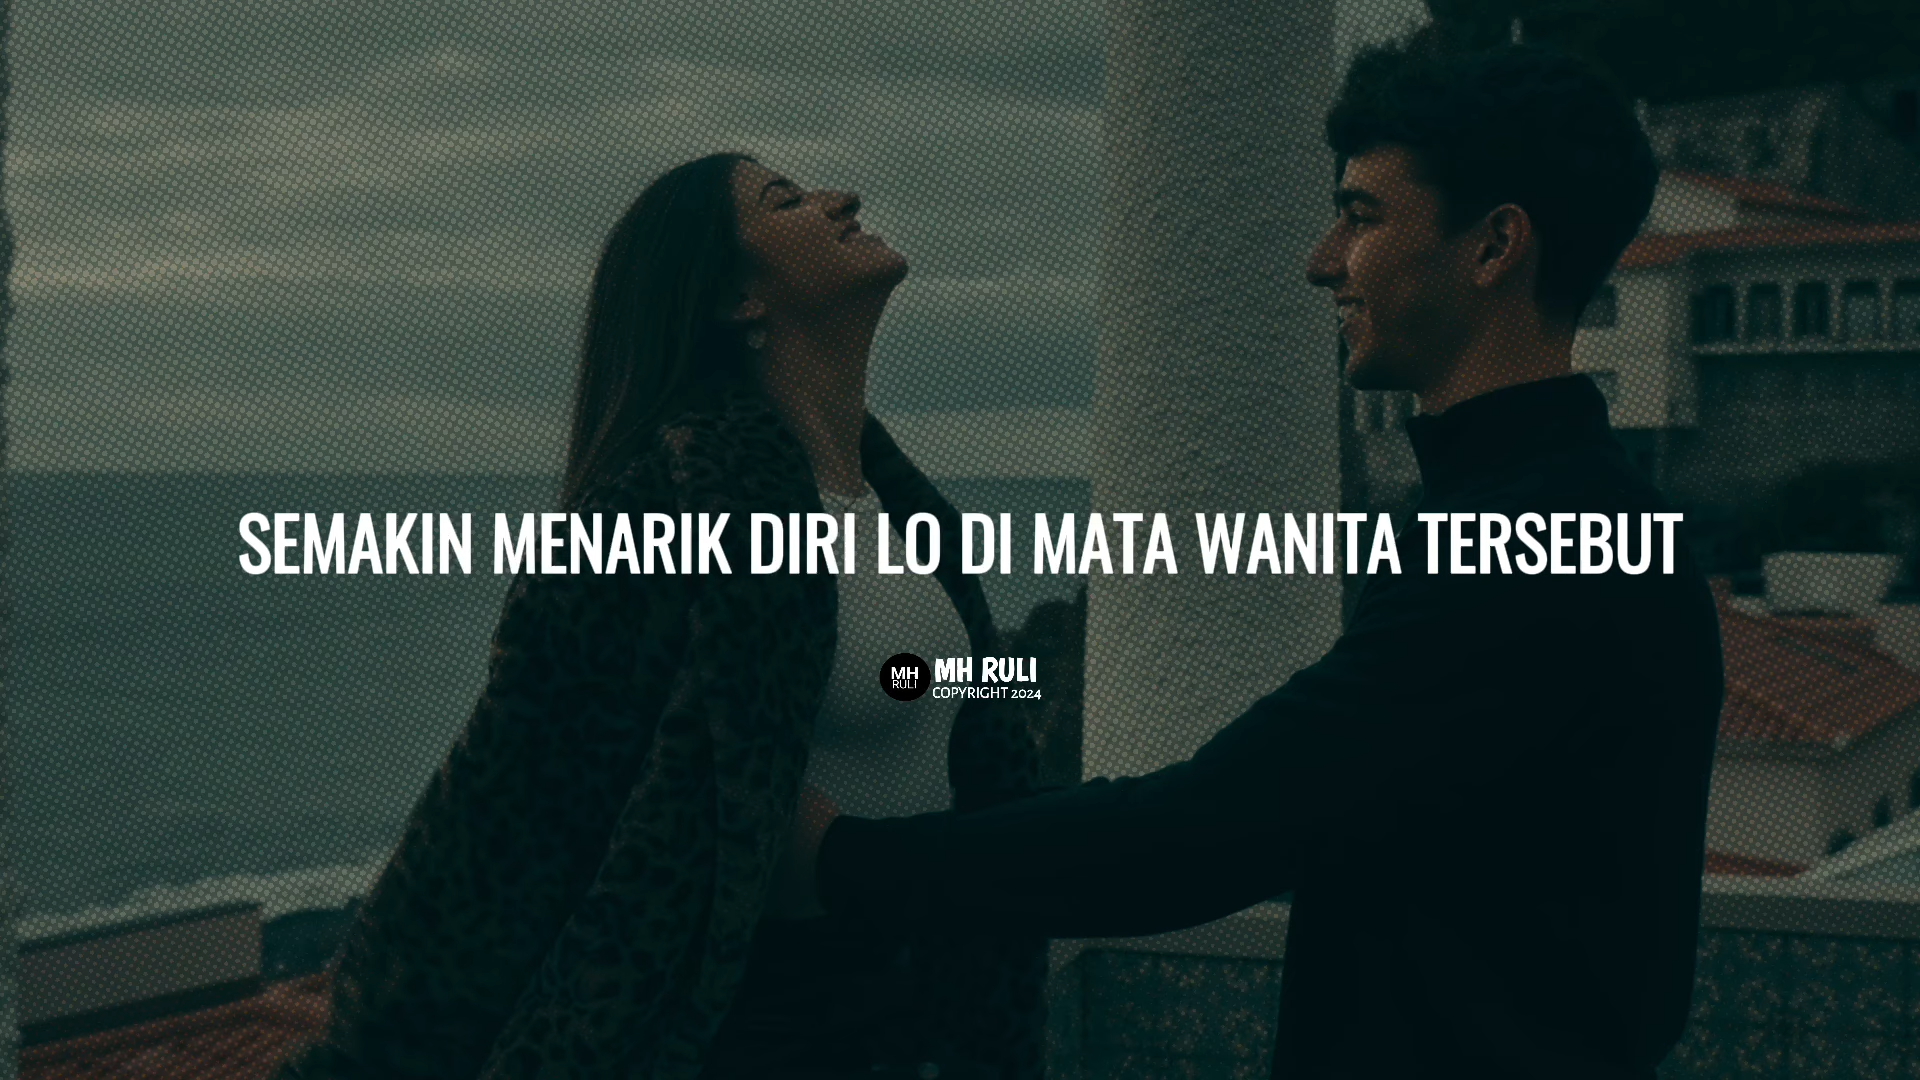 SEMAKIN MENARIK DIRI LO DI MATA WANITA TERSEBUT
MH
RULI
MH RULI
COPYRIGHT 2024